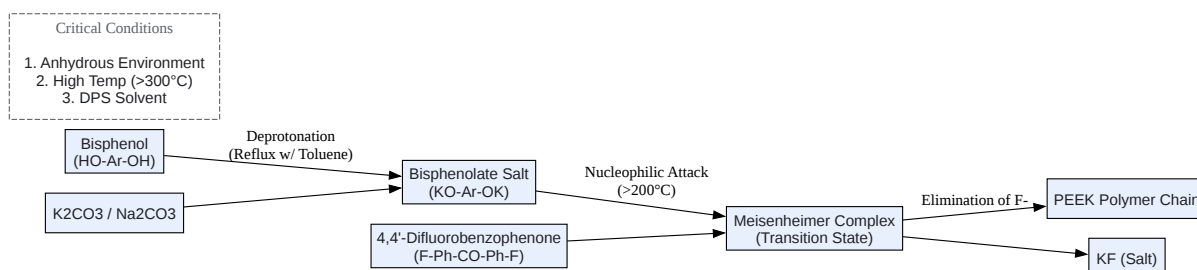 Critical Conditions
1. Anhydrous Environment
2. High Temp (>300°C)
3. DPS Solvent
Bisphenol
(HO-Ar-OH)
Deprotonation
(Reflux w/ Toluene)
K2CO3 / Na2CO3
Bisphenolate Salt
(KO-Ar-OK)
Nucleophilic Attack
(>200°C)
4,4'-Difluorobenzophenone
(F-Ph-CO-Ph-F)
Meisenheimer Complex
(Transition State)
Elimination of F-
PEEK Polymer Chain
KF (Salt)